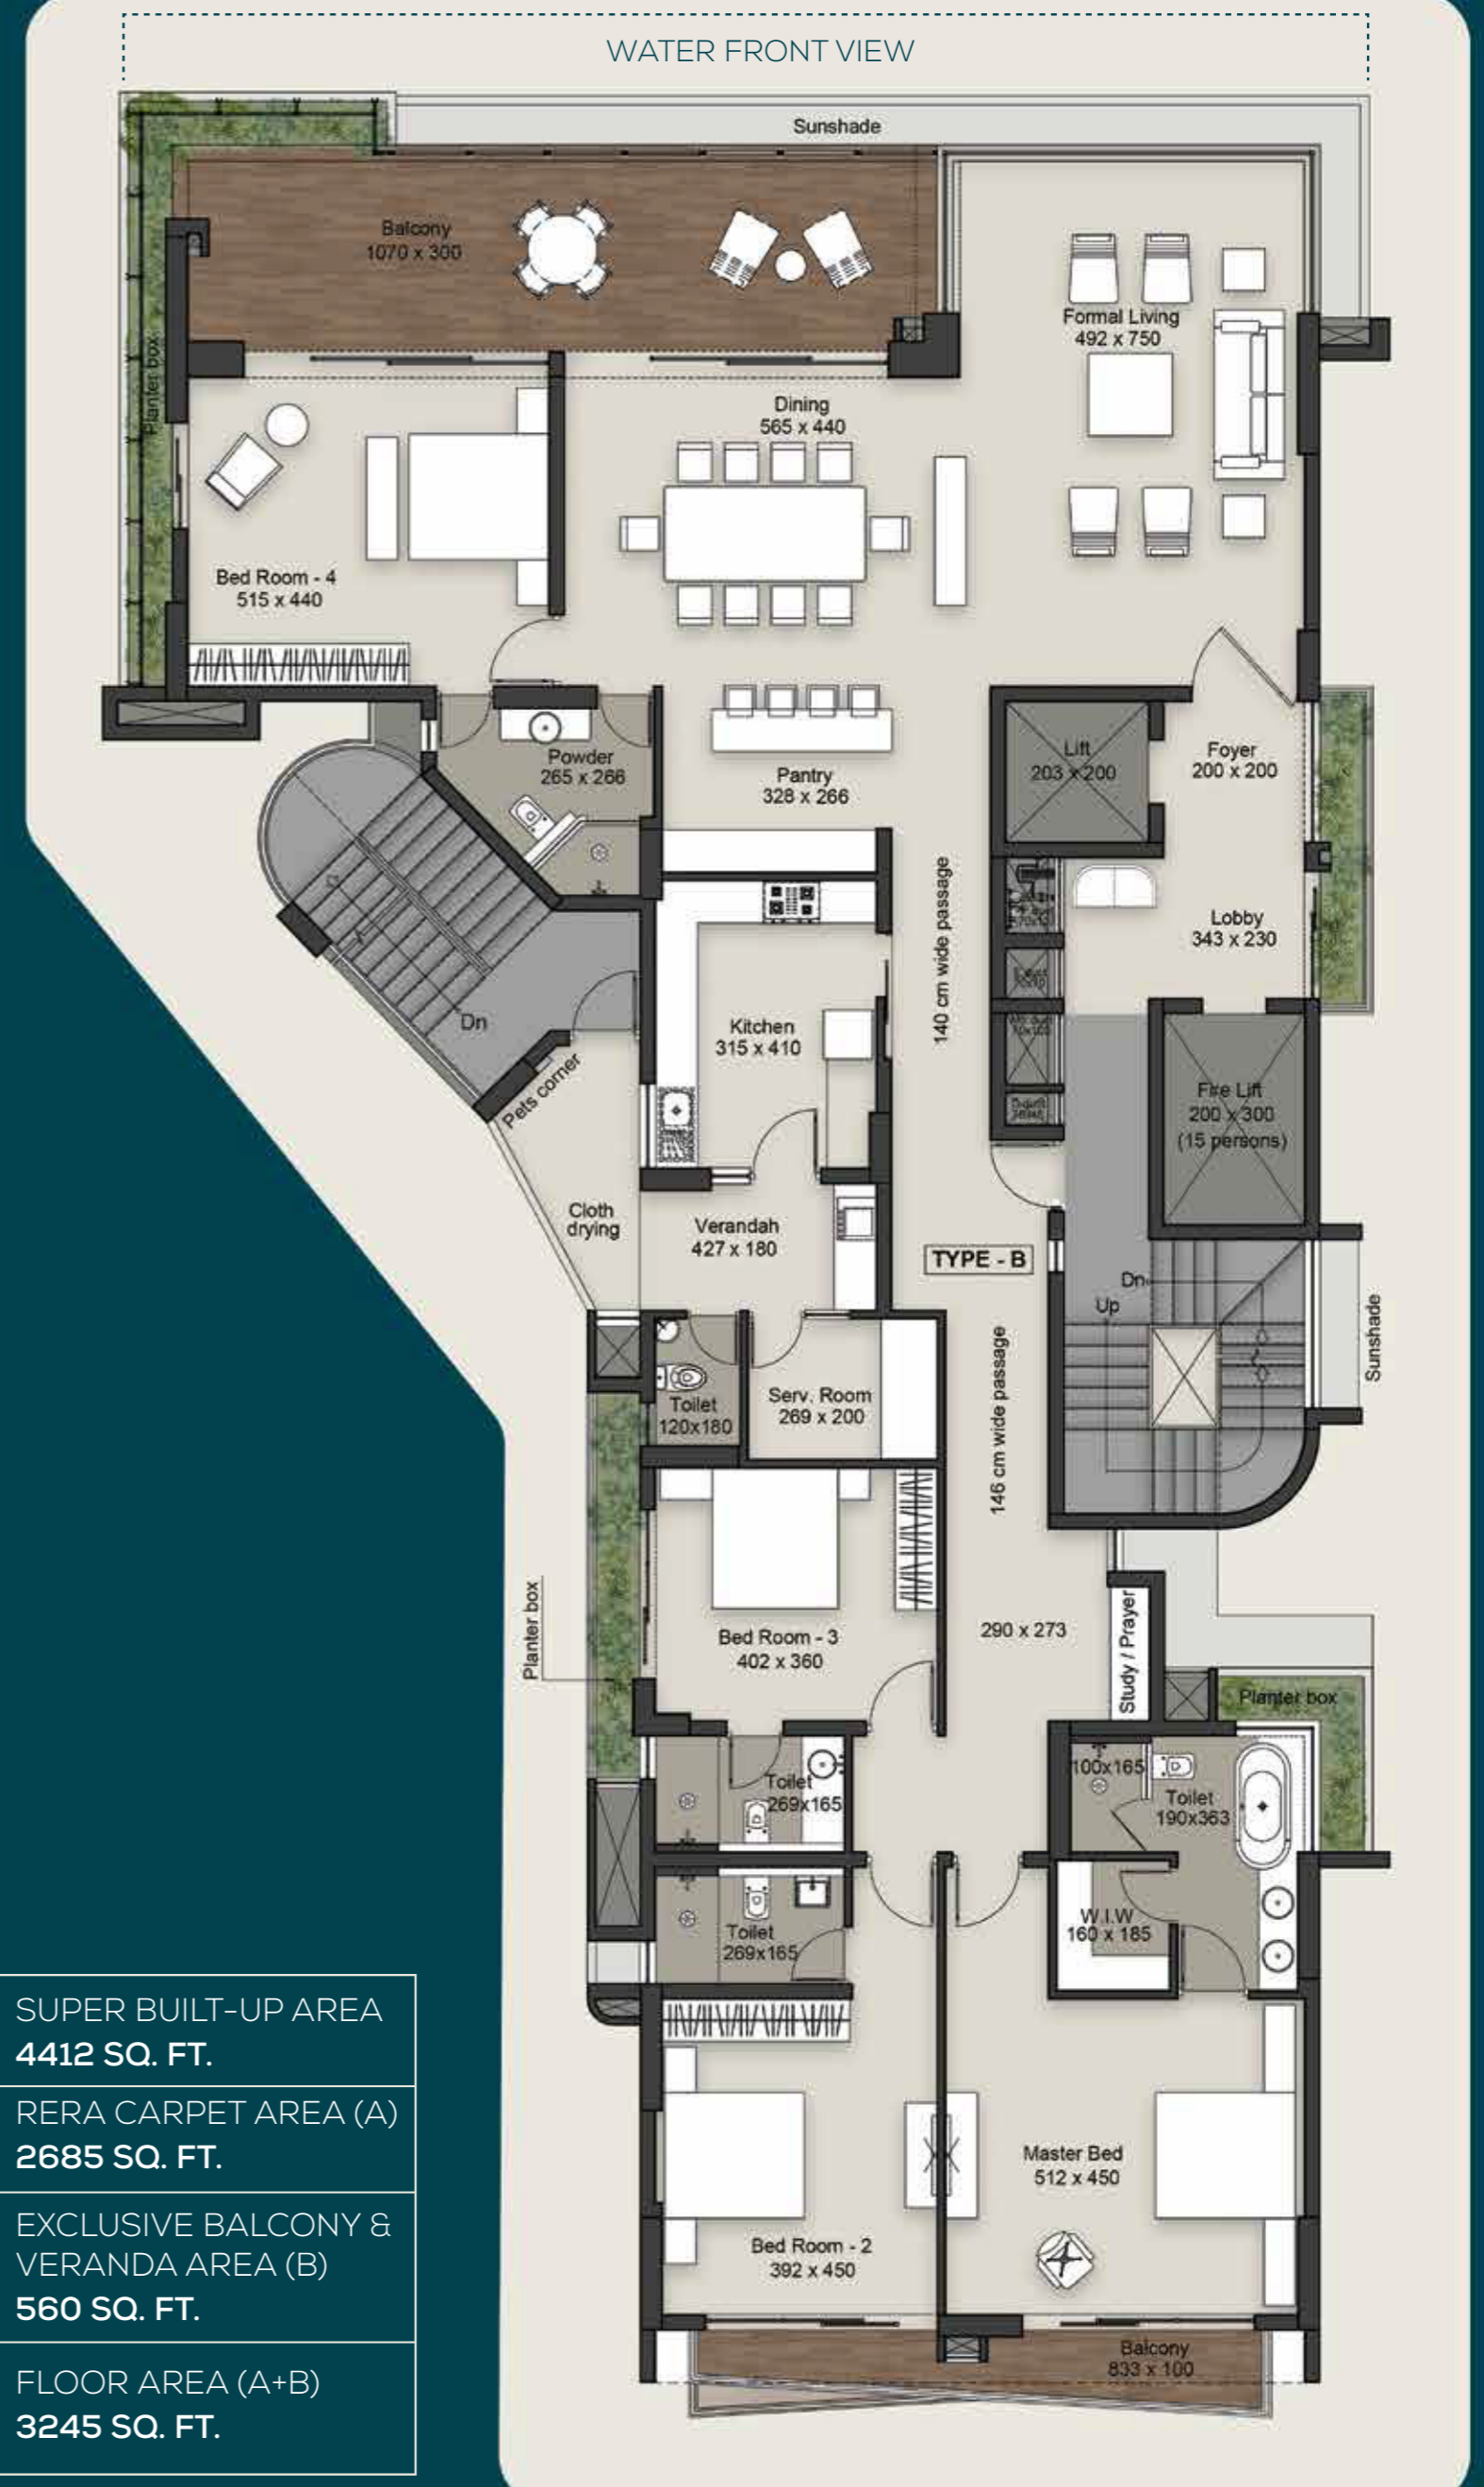 WATER FRONT VIEW
Sunshade
Balcony
1070 x 300
Formal Living
492 x 750
Planter box
Dining
565 x 440
Bed Room - 4
515 x 440
Powder
265 x 266
Pantry
328 x 266
Lift
203 x 200
Foyer
200 x 200
140 cm wide passage
Lobby
343 x 230
Dn
Kitchen
315 x 410
Pets corner
Fire Lift
200 x 300
(15 persons)
Cloth
drying
Verandah
427 x 180
TYPE - B
Dn
Up
Sunshade
146 cm wide passage
Toilet
120x180
Serv. Room
269 x 200
Planter box
Bed Room - 3
402 x 360
290 x 273
Study / Prayer
Planter box
100x165
Toilet
269x165
Toilet
190x363
W.I.W
160 x 185
Toilet
269x165
SUPER BUILT-UP AREA
4412 SQ. FT.
RERA CARPET AREA (A)
2685 SQ. FT.
EXCLUSIVE BALCONY &
VERANDA AREA (B)
560 SQ. FT.
FLOOR AREA (A+B)
3245 SQ. FT.
Master Bed
512 x 450
Bed Room - 2
392 x 450
Balcony
833 x 100